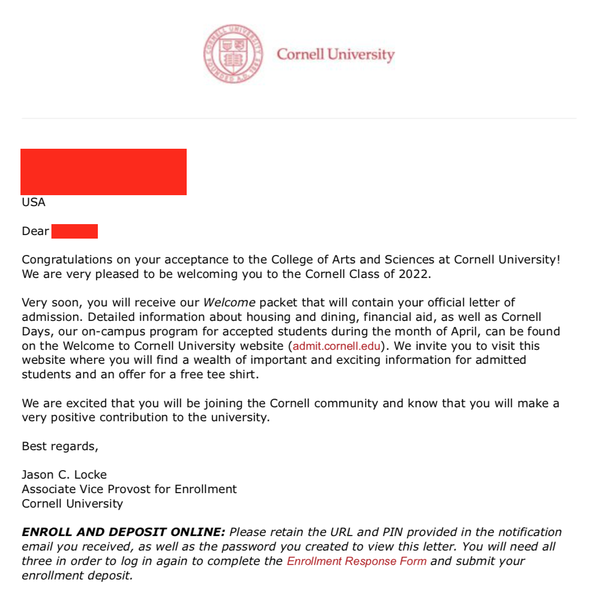 Cornell University
USA
Dear
Congratulations on your acceptance to the College of Arts and Sciences at Cornell University!
We are very pleased to be welcoming you to the Cornell Class of 2022.
Very soon, you will receive our Welcome packet that will contain your official letter of
admission. Detailed information about housing and dining, financial aid, as well as Cornell
Days, our on-campus program for accepted students during the month of April, can be found
on the Welcome to Cornell University website (admit.cornell.edu). We invite you to visit this
website where you will find a wealth of important and exciting information for admitted
students and an offer for a free tee shirt.
We are excited that you will be joining the Cornell community and know that you will make a
very positive contribution to the university.
Best regards,
Jason C. Locke
Associate Vice Provost for Enrollment
Cornell University
ENROLL AND DEPOSIT ONLINE: Please retain the URL and PIN provided in the notification
email you received, as well as the password you created to view this letter. You will need all
three in order to log in again to complete the Enrollment Response Form and submit your
enrollment deposit.